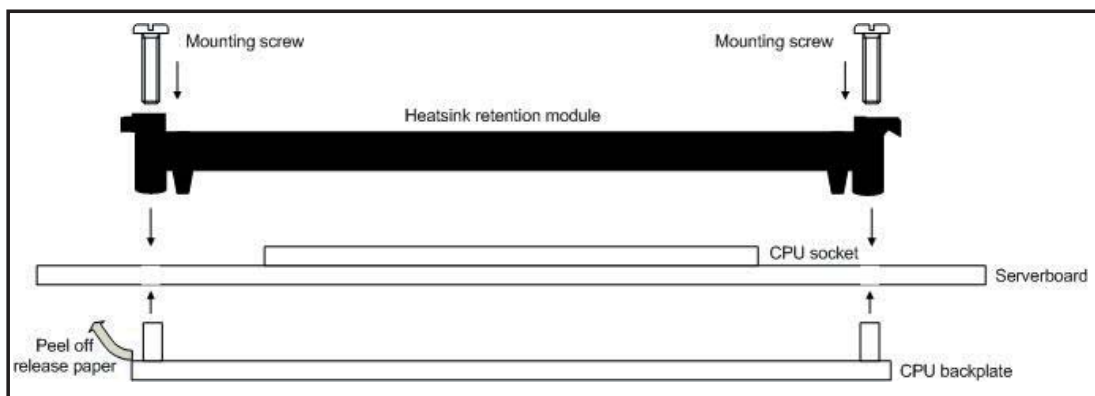 Mounting screw
Mounting screw
Heatsink retention module
CPU socket
Serverboard
Peel off
release paper
CPU backplate